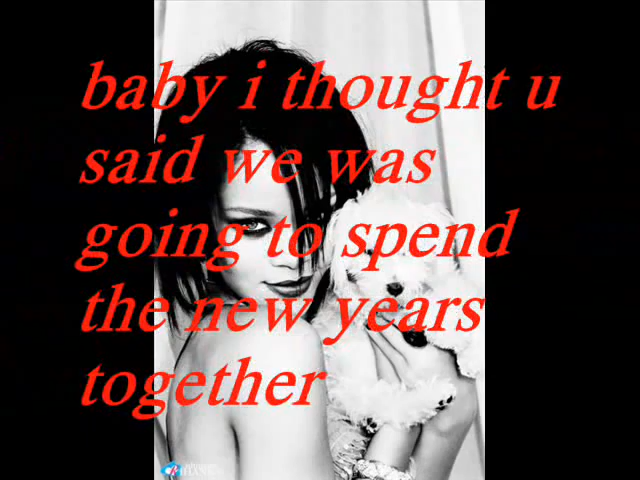 baby i thought u
said we was
going to spend
the new years
together